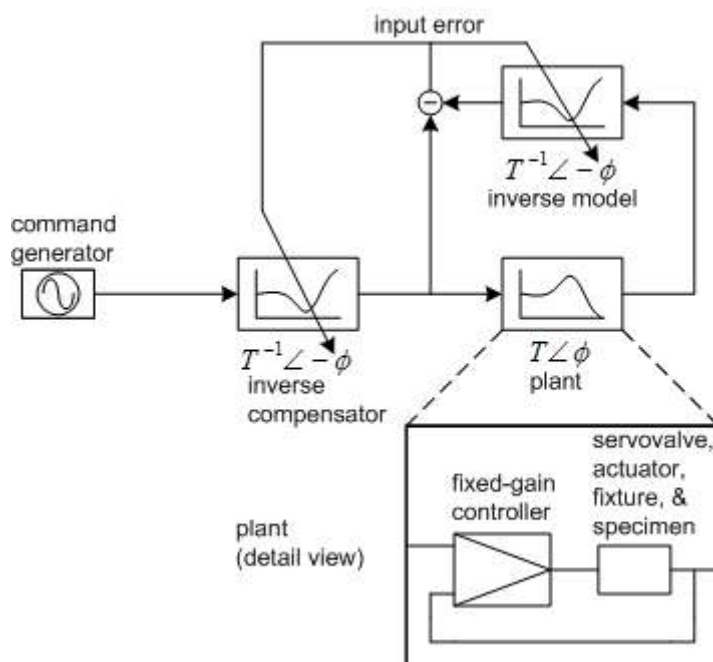 input error
−
T⁻¹∠−ϕ
inverse model
command
generator
T⁻¹∠−ϕ
inverse
compensator
T∠ϕ
plant
servovalve,
actuator,
fixture, &
specimen
fixed-gain
controller
plant
(detail view)